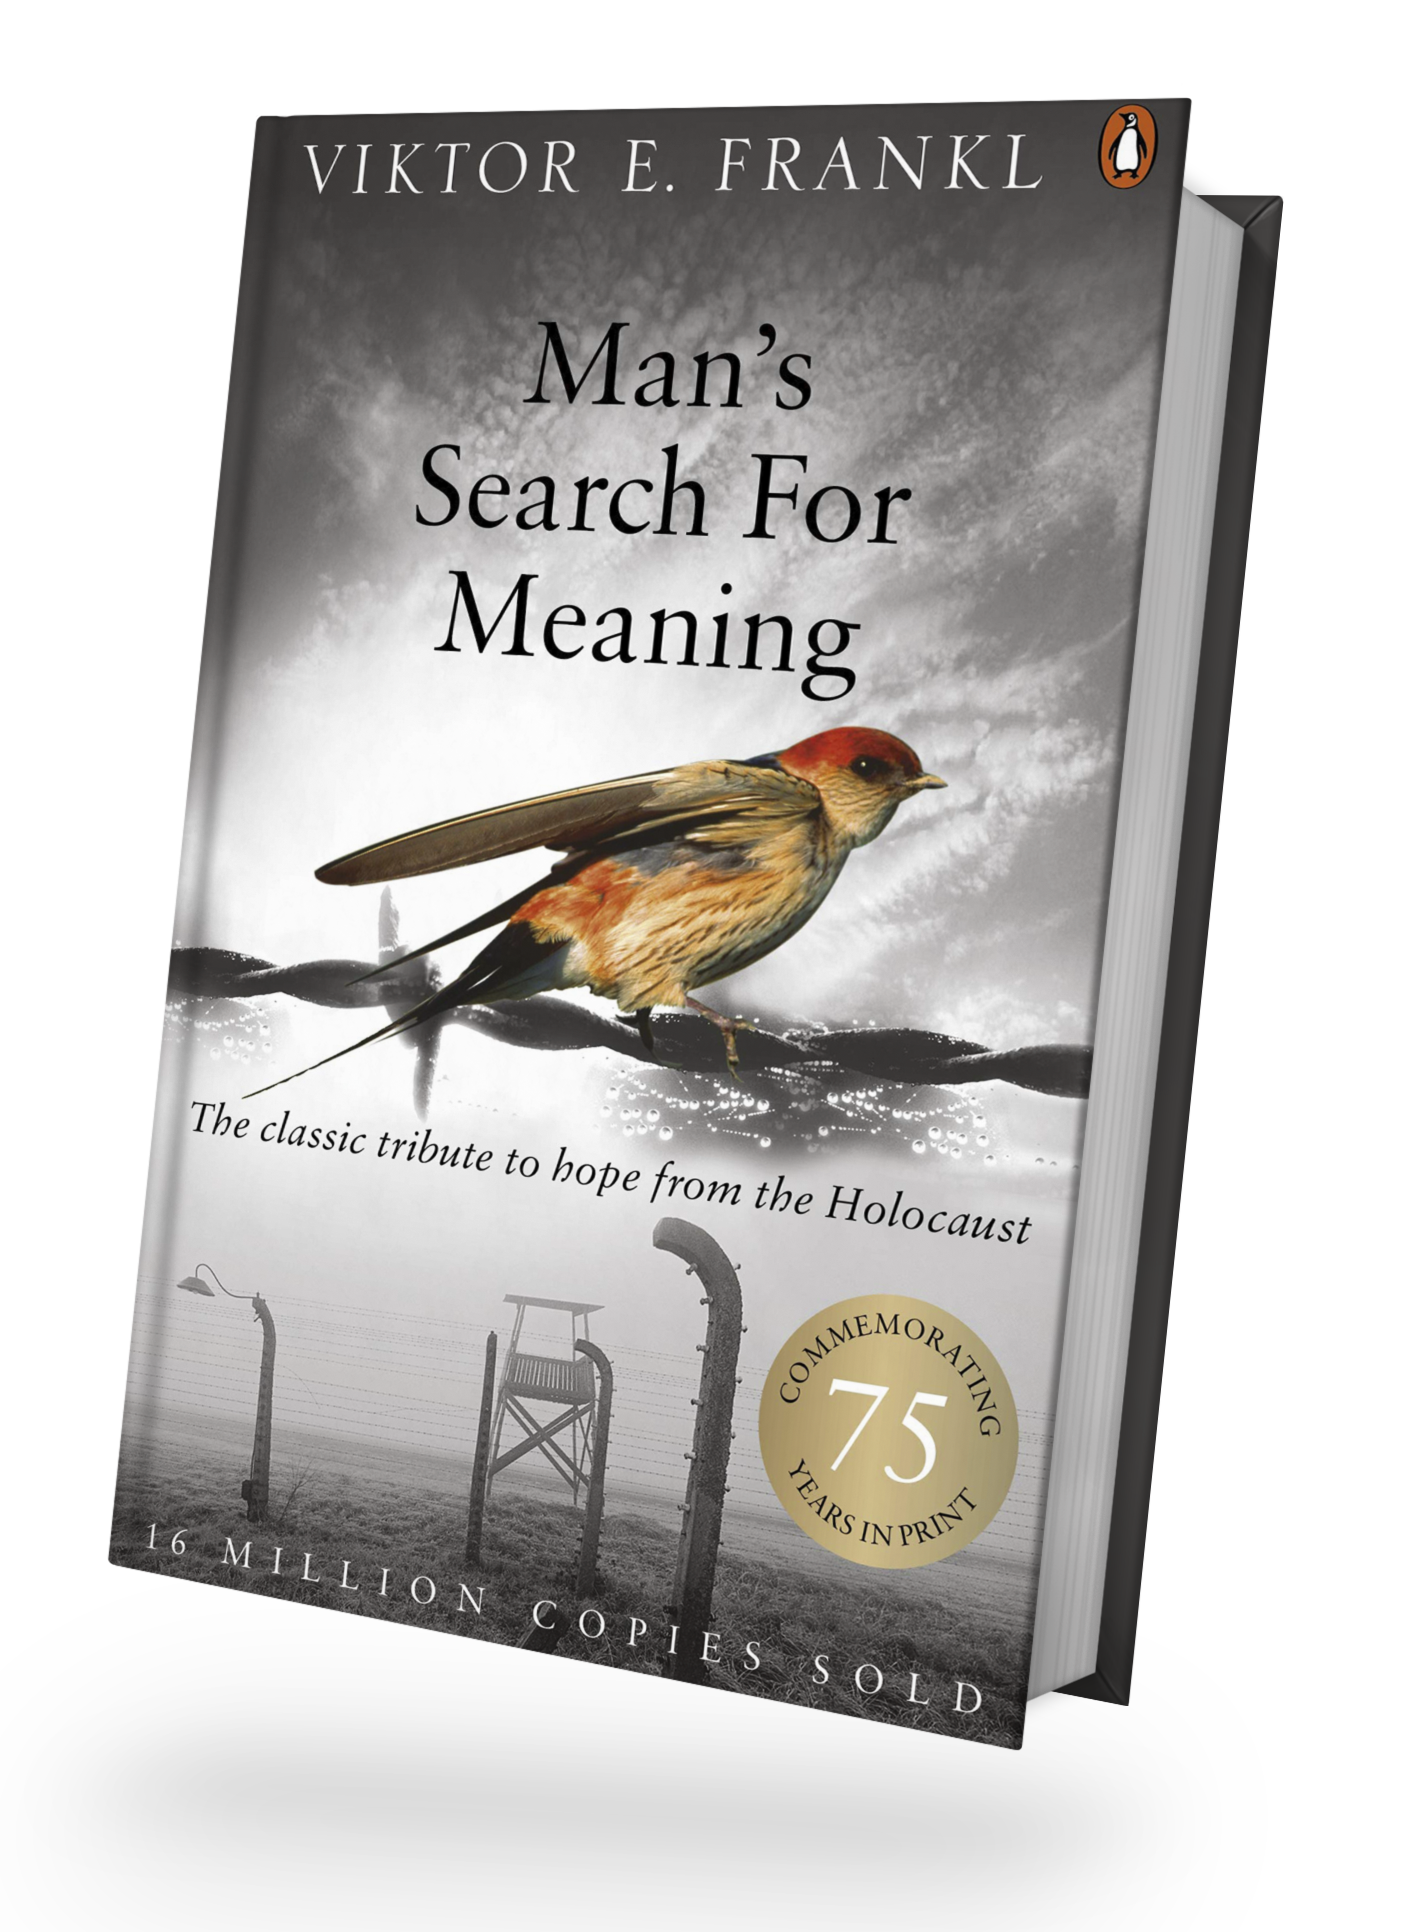 VIKTOR E. FRANKL
Man's
Search For
Meaning
The classic tribute to hope from the Holocaust
COMMEMORATING
75
YEARS IN PRINT
16 MILLION COPIES SOLD